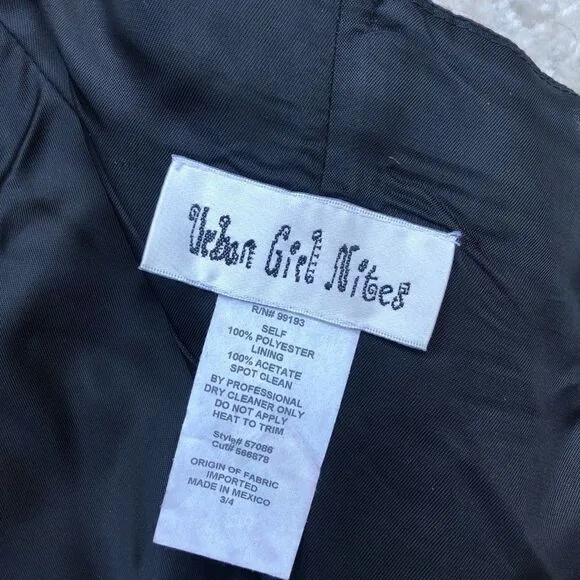 Urban Girl Nites
R/N# 99193
SELF
100% POLYESTER
LINING
100% ACETATE
SPOT CLEAN
BY PROFESSIONAL
DRY CLEANER ONLY
DO NOT APPLY
HEAT TO TRIM
Style# 57086
Cut# 566878
ORIGIN OF FABRIC
IMPORTED
MADE IN MEXICO
3/4